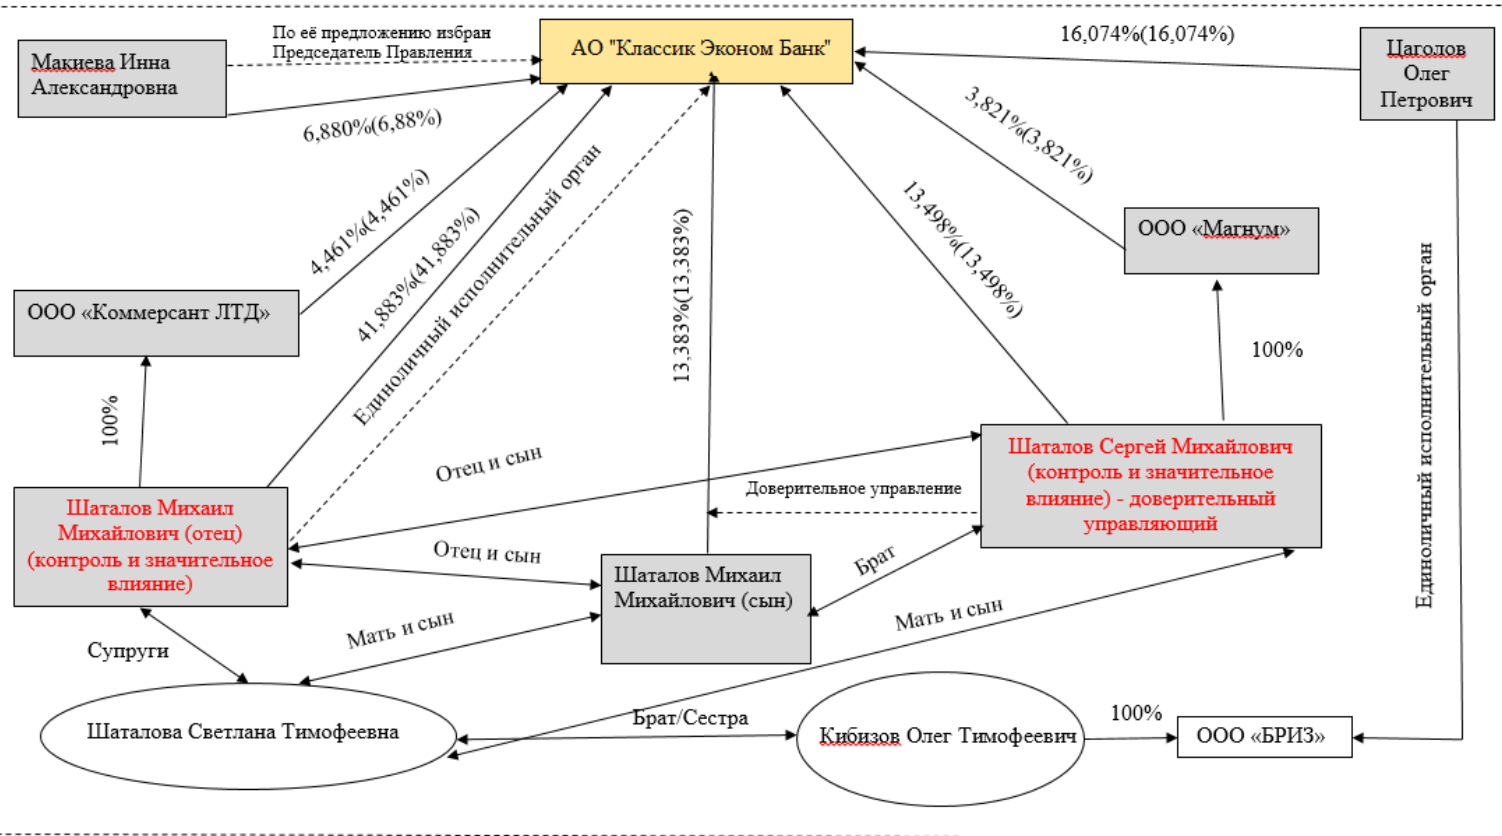 По её предложению избран
Председатель Правления
АО "Классик Эконом Банк"
16,074%(16,074%)
Цаголов
Олег
Петрович
Макиева Инна
Александровна
6,880%(6,88%)
3,821%(3,821%)
4,461%(4,461%)
41,883%(41,883%)
Единоличный исполнительный орган
13,383%(13,383%)
13,498%(13,498%)
ООО «Магнум»
Единоличный исполнительный орган
ООО «Коммерсант ЛТД»
100%
100%
Шаталов Сергей Михайлович
(контроль и значительное
влияние) - доверительный
управляющий
Отец и сын
Доверительное управление
Шаталов Михаил
Михайлович (отец)
(контроль и значительное
влияние)
Отец и сын
Брат
Шаталов Михаил
Михайлович (сын)
Мать и сын
Мать и сын
Супруги
Шаталова Светлана Тимофеевна
Брат/Сестра
Кибизов Олег Тимофеевич
100%
ООО «БРИЗ»